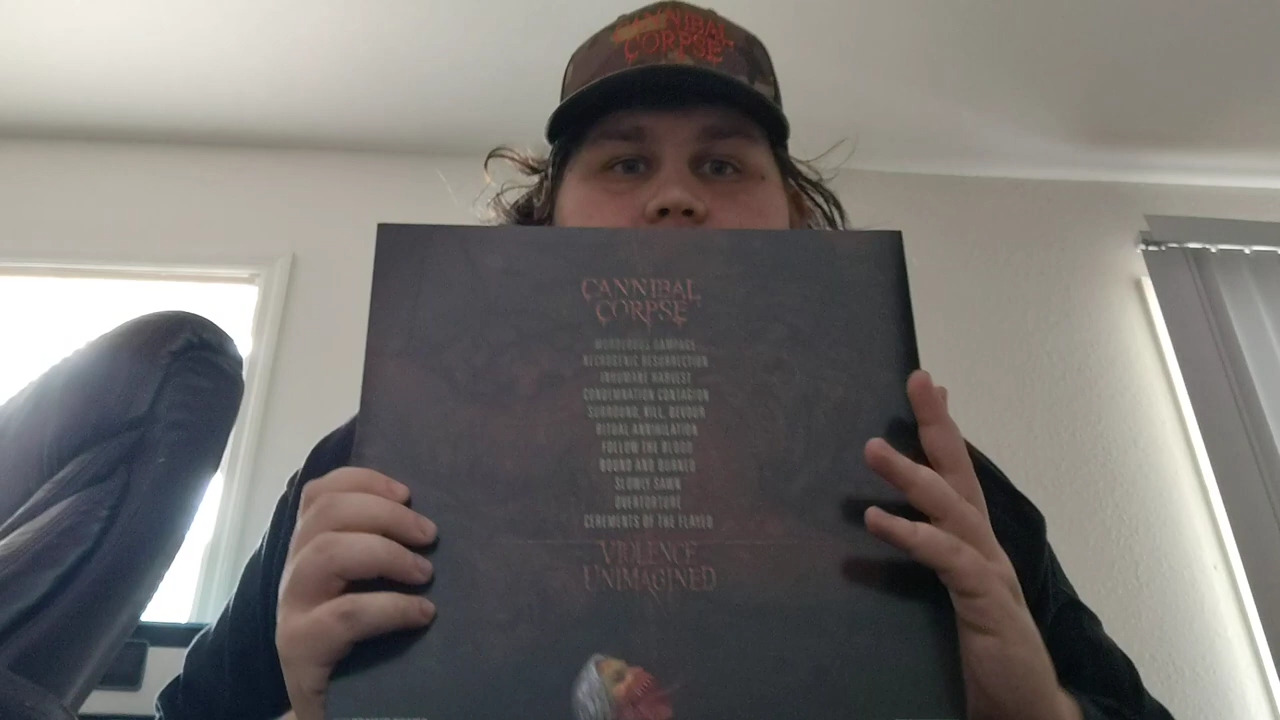 CANNIBAL
CORPSE
CANNIBAL
CORPSE
MURDEROUS RAMPAGE
NECROGENIC RESURRECTION
INHUMANE HARVEST
CONDEMNATION CONTAGION
SURROUND, KILL, DEVOUR
RITUAL ANNIHILATION
FOLLOW THE BLOOD
BOUND AND BURNED
SLOWLY SAWN
OVERTORTURE
CEREMENTS OF THE FLAYED
VIOLENCE
UNIMAGINED